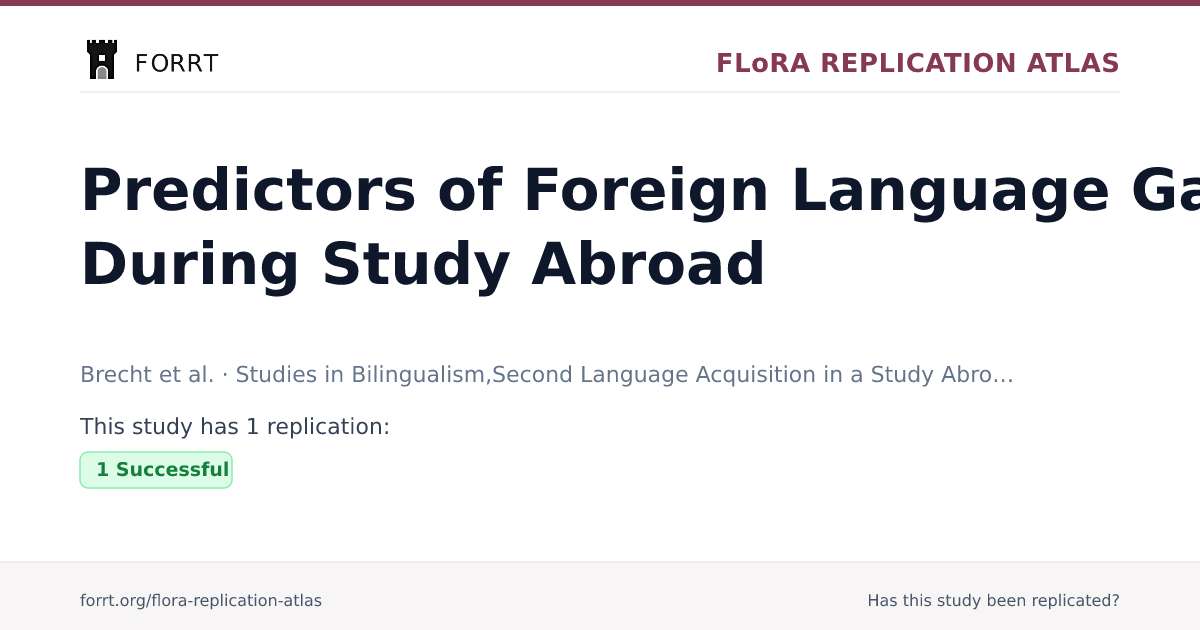 FORRT
FLoRA REPLICATION ATLAS
Predictors of Foreign Language Ga
During Study Abroad
Brecht et al. · Studies in Bilingualism,Second Language Acquisition in a Study Abro...
This study has 1 replication:
1 Successful
forrt.org/flora-replication-atlas
Has this study been replicated?